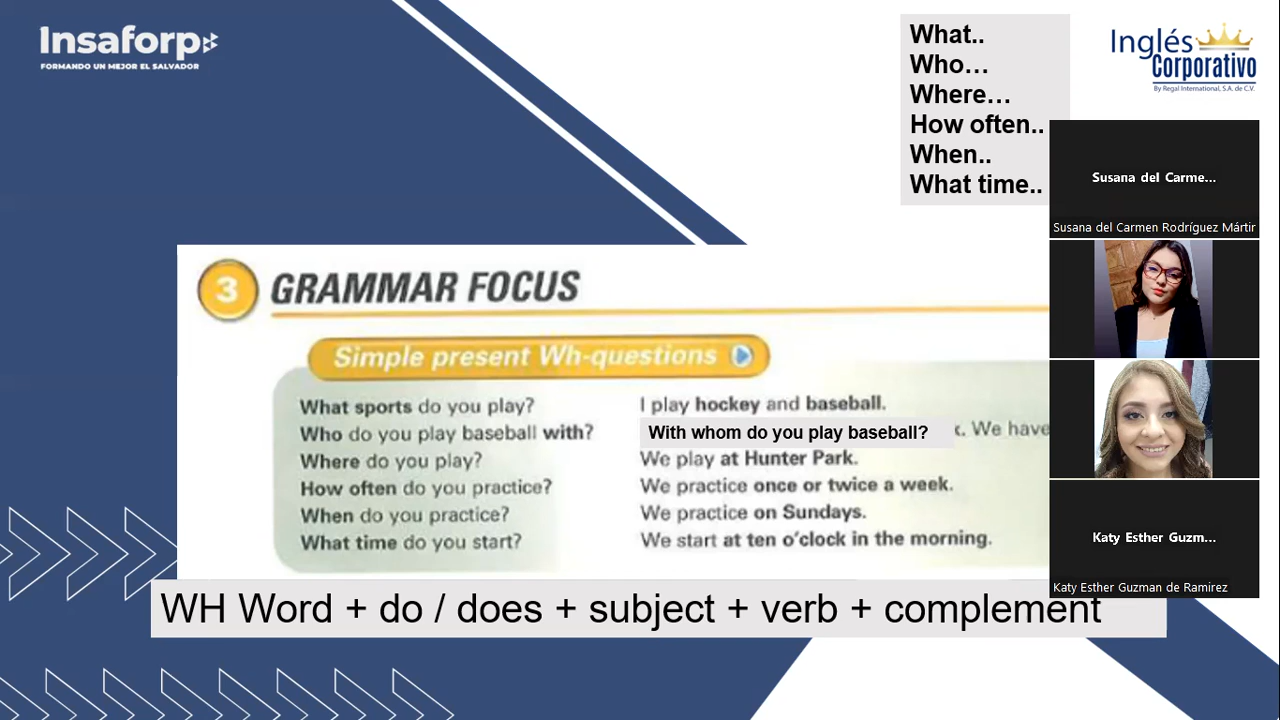 Insaforp
FORMANDO UN MEJOR EL SALVADOR
What..
Who…
Where…
How often..
When..
What time..
Inglés
Corporativo
By Regal International, S.A. de C.V.
Susana del Carme...
Susana del Carmen Rodríguez Mártir
3 GRAMMAR FOCUS
Simple present Wh-questions
What sports do you play? I play hockey and baseball.
Who do you play baseball with? With whom do you play baseball? k. We have
Where do you play? We play at Hunter Park.
How often do you practice? We practice once or twice a week.
When do you practice? We practice on Sundays.
What time do you start? We start at ten o'clock in the morning.
Katy Esther Guzm...
Katy Esther Guzman de Ramirez
WH Word + do / does + subject + verb + complement